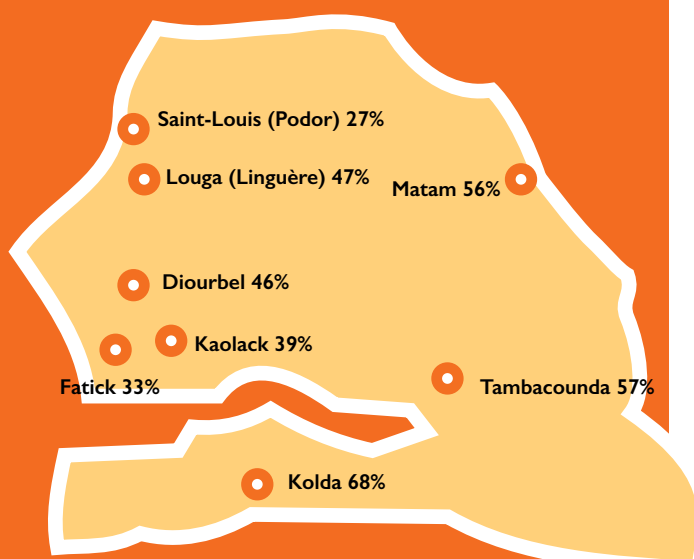 Saint-Louis (Podor) 27%
Louga (Linguère) 47%
Matam 56%
Diourbel 46%
Kaolack 39%
Fatick 33%
Tambacounda 57%
Kolda 68%